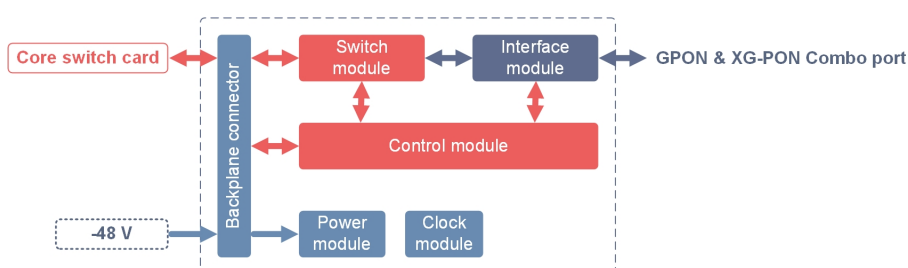 Core switch card
Backplane connector
Switch
module
Interface
module
GPON & XG-PON Combo port
Control module
-48 V
Power
module
Clock
module